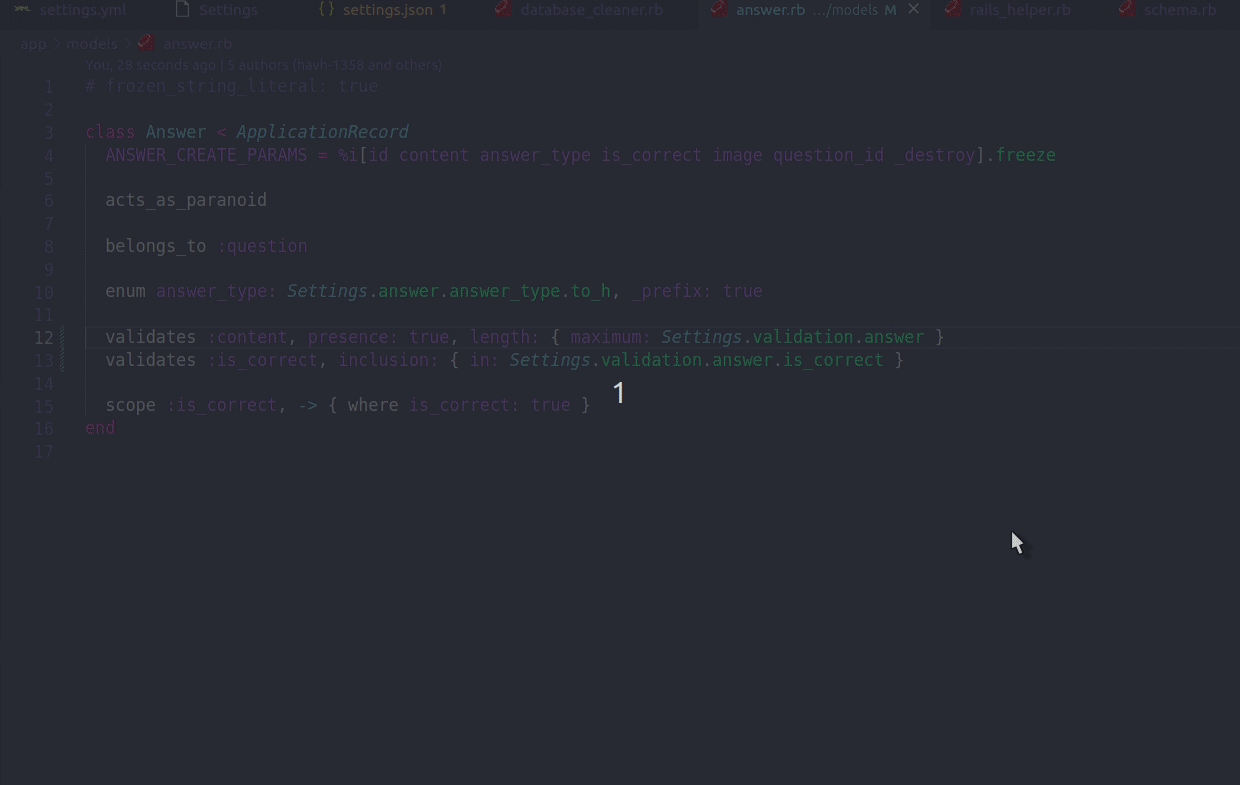 settings.yml Settings {} settings.json 1 database_cleaner.rb answer.rb .../models M rails_helper.rb schema.rb
app > models > answer.rb
You, 28 seconds ago | 5 authors (havh-1358 and others)
1 # frozen_string_literal: true
2
3 class Answer < ApplicationRecord
4 ANSWER_CREATE_PARAMS = %i[id content answer_type is_correct image question_id _destroy].freeze
5
6 acts_as_paranoid
7
8 belongs_to :question
9
10 enum answer_type: Settings.answer.answer_type.to_h, _prefix: true
11
12 validates :content, presence: true, length: { maximum: Settings.validation.answer }
13 validates :is_correct, inclusion: { in: Settings.validation.answer.is_correct }
14
1
15 scope :is_correct, -> { where is_correct: true }
16 end
17